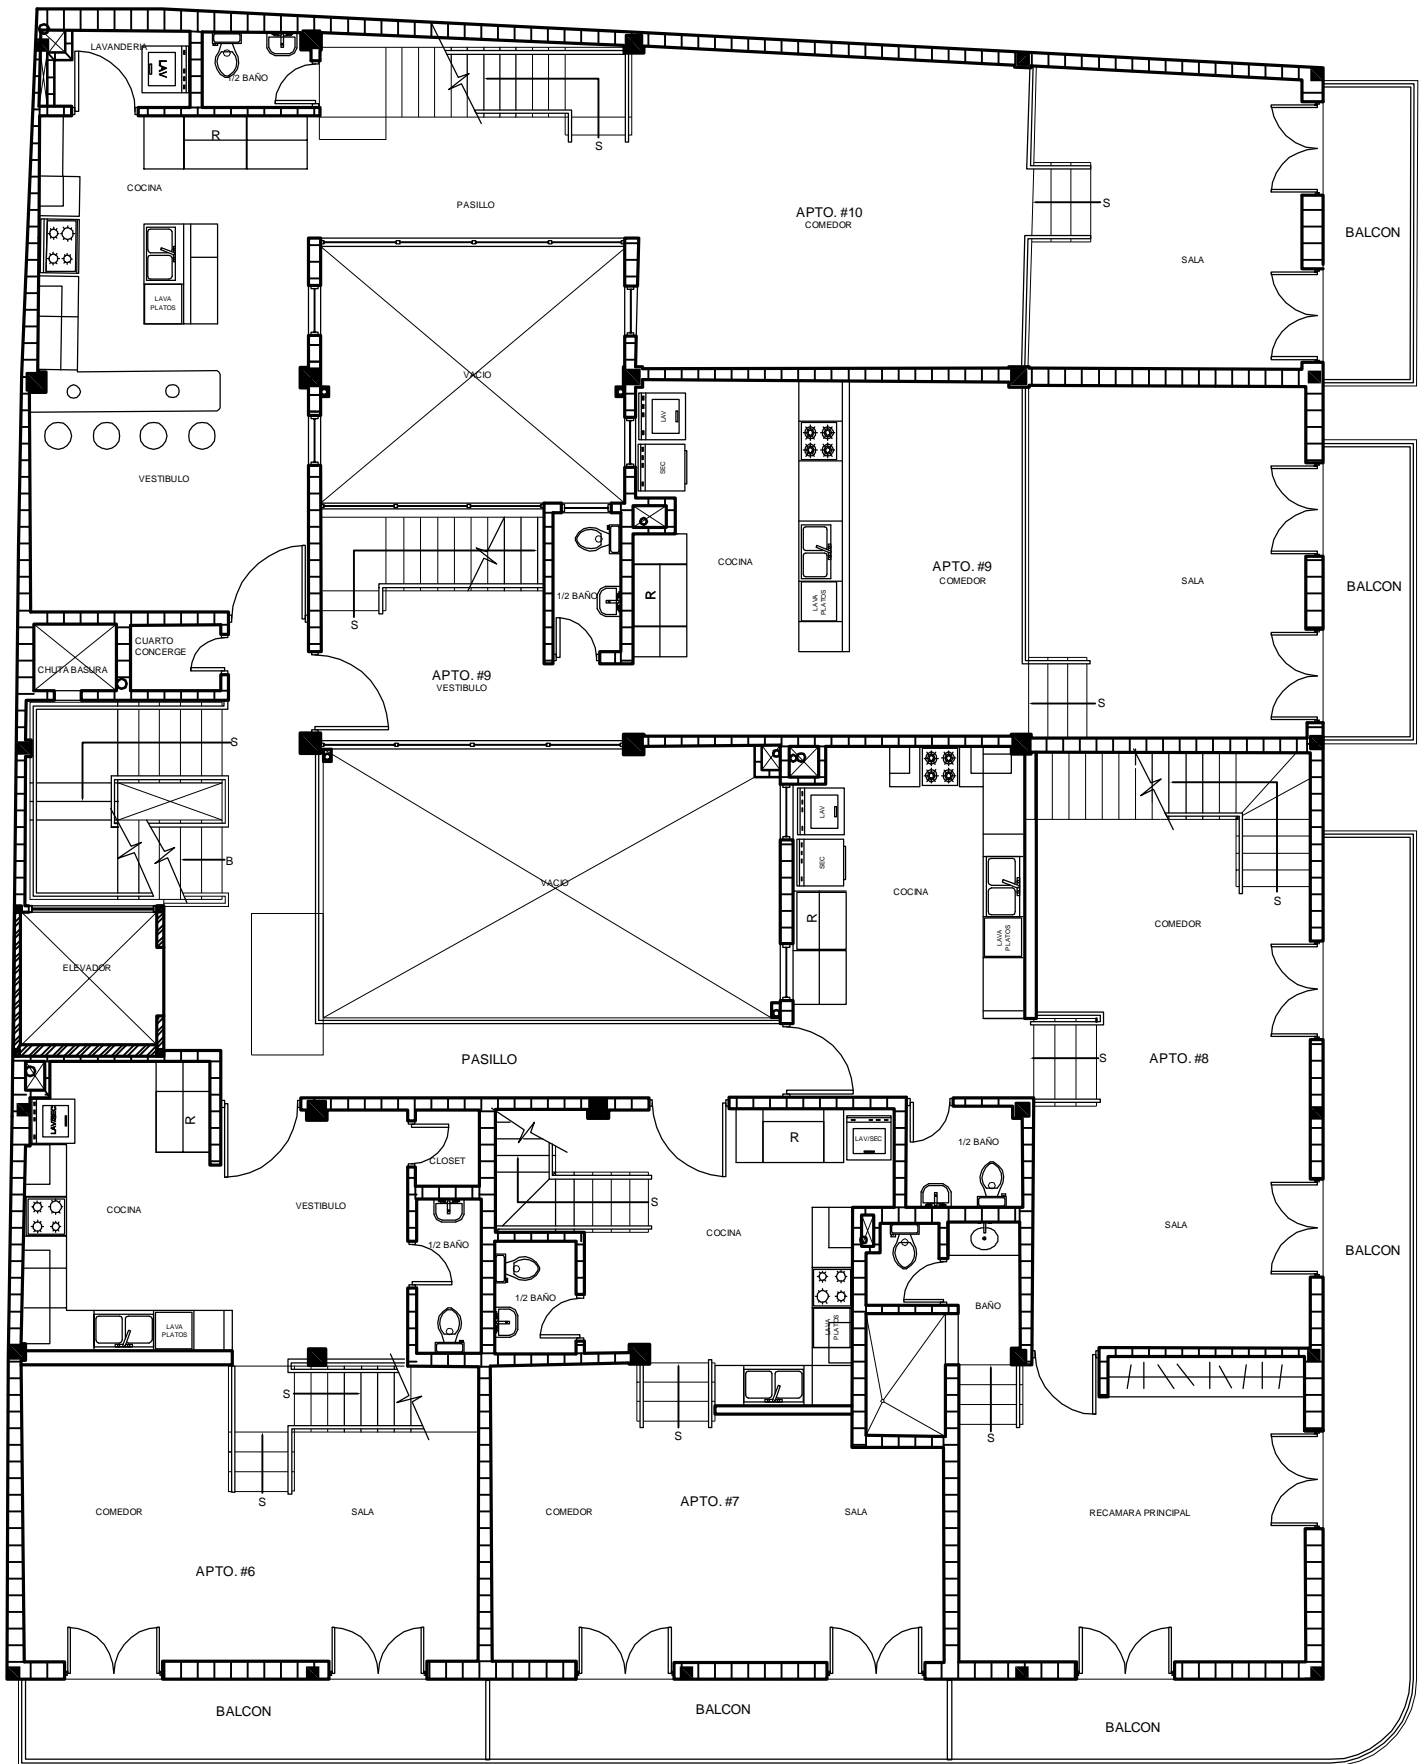 LAVANDERIA
LAV
1/2 BAÑO
R
S
COCINA
PASILLO
APTO. #10
COMEDOR
S
BALCON
SALA
LAVA
PLATOS
VACIO
LAV
SEC
VESTIBULO
COCINA
APTO. #9
COMEDOR
SALA
BALCON
R
LAVA
PLATOS
1/2 BAÑO
S
CUARTO
CONCERGE
CHUTA BASURA
APTO. #9
VESTIBULO
S
S
B
LAV
SEC
VACIO
COCINA
R
LAVA
PLATOS
S
COMEDOR
ELEVADOR
PASILLO
S
APTO. #8
LAV/SEC
R
R
LAV/SEC
1/2 BAÑO
CLOSET
S
COCINA
VESTIBULO
COCINA
SALA
1/2 BAÑO
BALCON
1/2 BAÑO
BAÑO
LAVA
PLATOS
LAVA
PLATOS
S
S
S
S
COMEDOR
SALA
APTO. #7
COMEDOR
SALA
RECAMARA PRINCIPAL
APTO. #6
BALCON
BALCON
BALCON